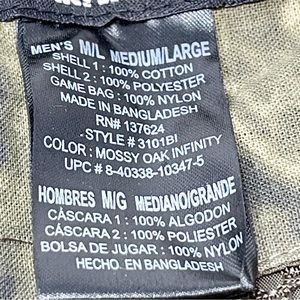 MEN'S M/L MEDIUM/LARGE
SHELL 1 : 100% COTTON
SHELL 2 : 100% POLYESTER
GAME BAG : 100% NYLON
MADE IN BANGLADESH
RN# 137624
STYLE # 3101BI
COLOR : MOSSY OAK INFINITY
UPC # 8-40338-10347-5
HOMBRES M/G MEDIANO/GRANDE
CÁSCARA 1 : 100% ALGODON
CÁSCARA 2 : 100% POLIESTER
BOLSA DE JUGAR : 100% NYLON
HECHO EN BANGLADESH